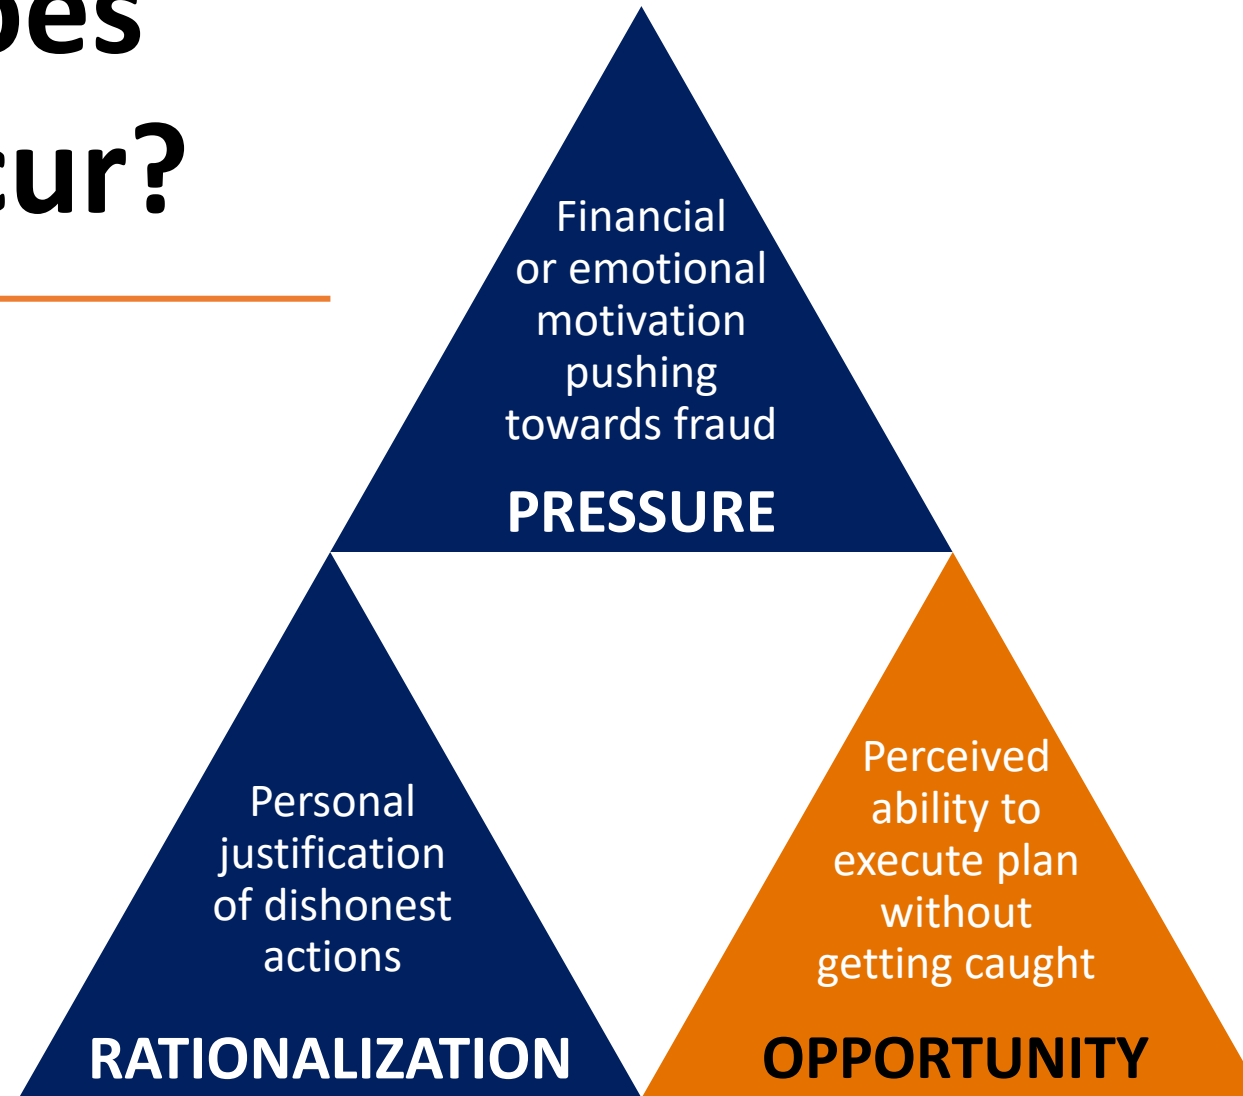 cur?
Financial
or emotional
motivation
pushing
towards fraud
PRESSURE
Personal
justification
of dishonest
actions
RATIONALIZATION
Perceived
ability to
execute plan
without
getting caught
OPPORTUNITY